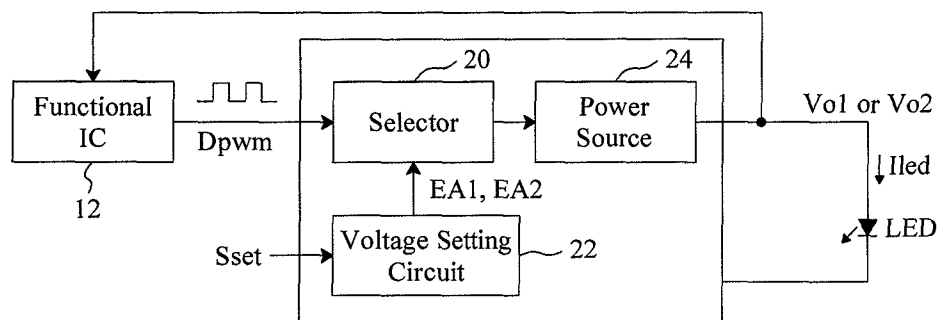 20
24
Functional
IC
Dpwm
Selector
Power
Source
Vo1 or Vo2
Iled
12
EA1, EA2
LED
Sset
Voltage Setting
Circuit
22